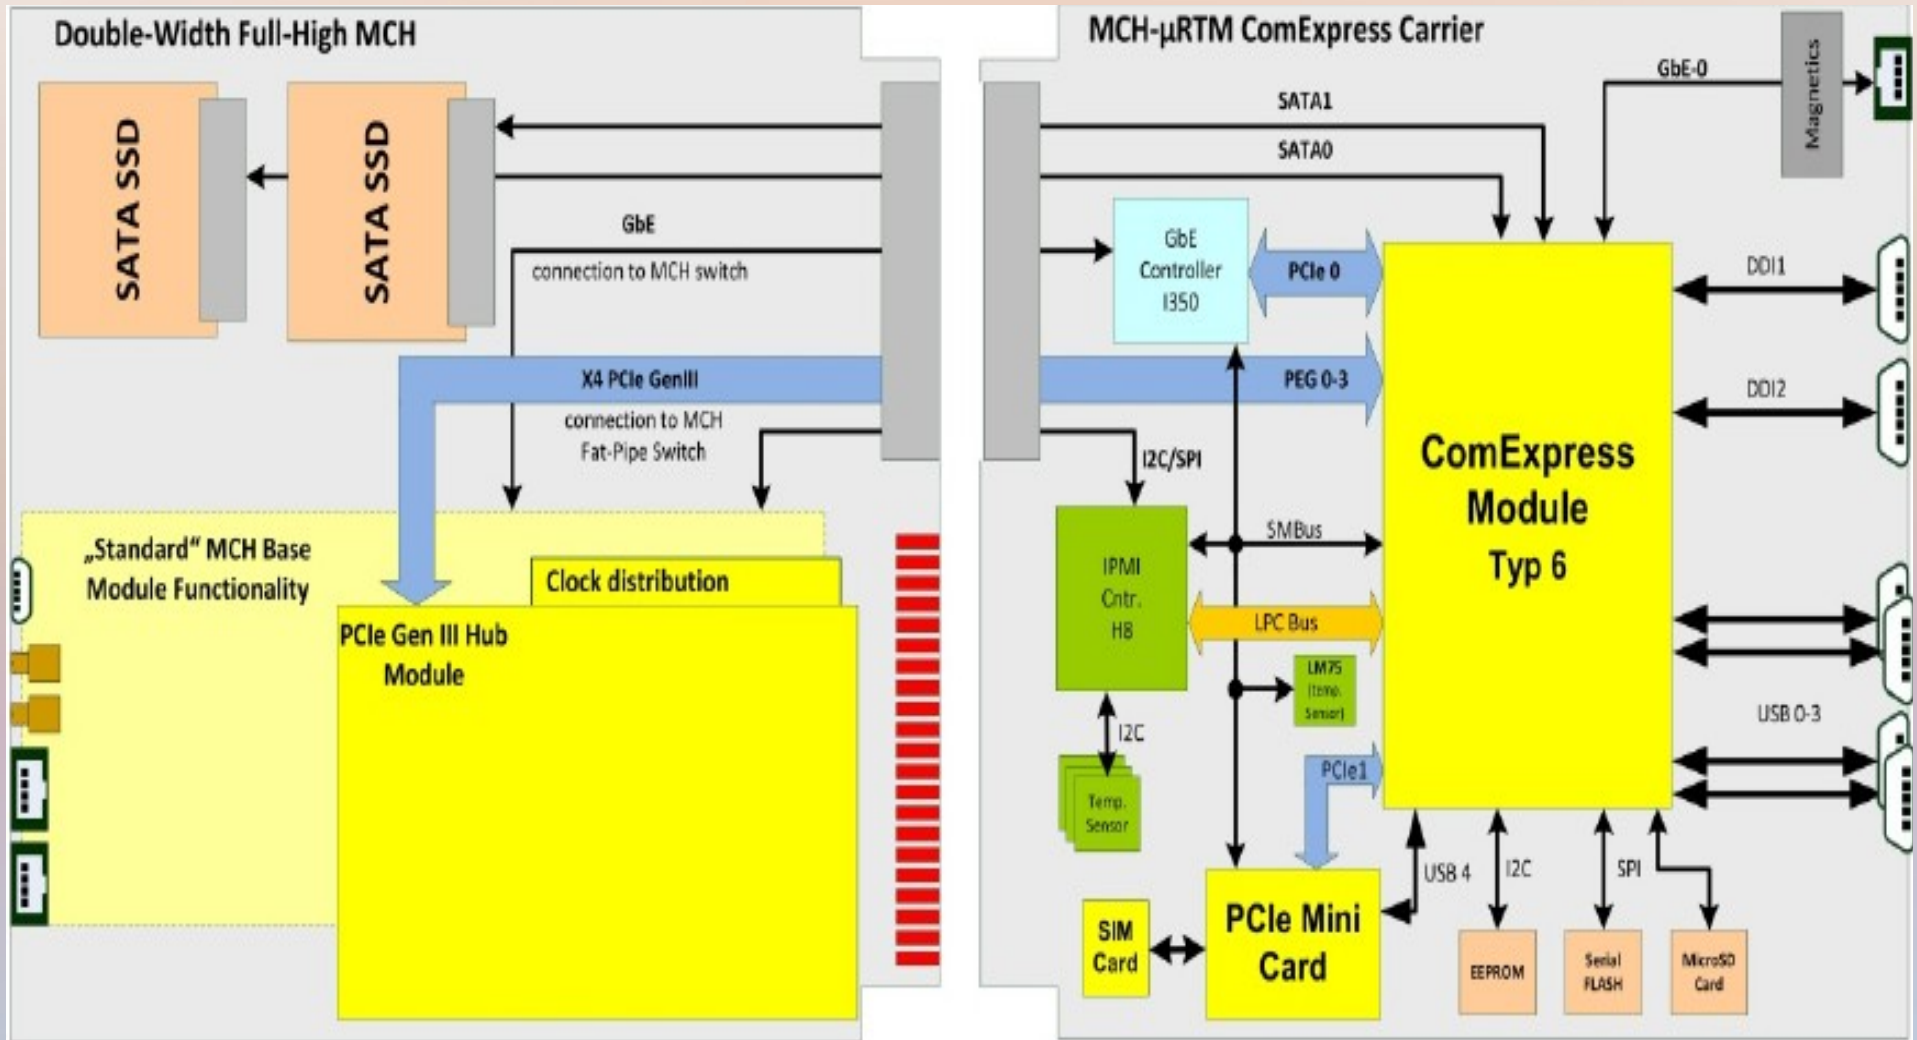 Double-Width Full-High MCH
SATA SSD
SATA SSD
GbE
connection to MCH switch
X4 PCIe GenIII
connection to MCH
Fat-Pipe Switch
„Standard“ MCH Base
Module Functionality
Clock distribution
PCIe Gen III Hub
Module
MCH-µRTM ComExpress Carrier
GbE-0
Magnetics
SATA1
SATA0
GbE
Controller
I350
PCIe 0
DDI1
PEG 0-3
DDI2
I2C/SPI
ComExpress
Module
Typ 6
SMBus
IPMI
Cntr.
H8
LPC Bus
LM75
(temp.
Sensor)
USB 0-3
I2C
PCIe1
Temp.
Sensor
USB 4
I2C
SPI
SIM
Card
PCIe Mini
Card
EEPROM
Serial
FLASH
MicroSD
Card